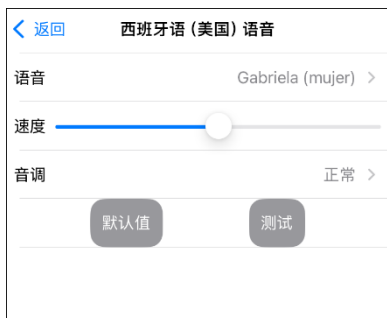 返回 西班牙语 (美国) 语音
语音 Gabriela (mujer)
速度
音调 正常
默认值 测试